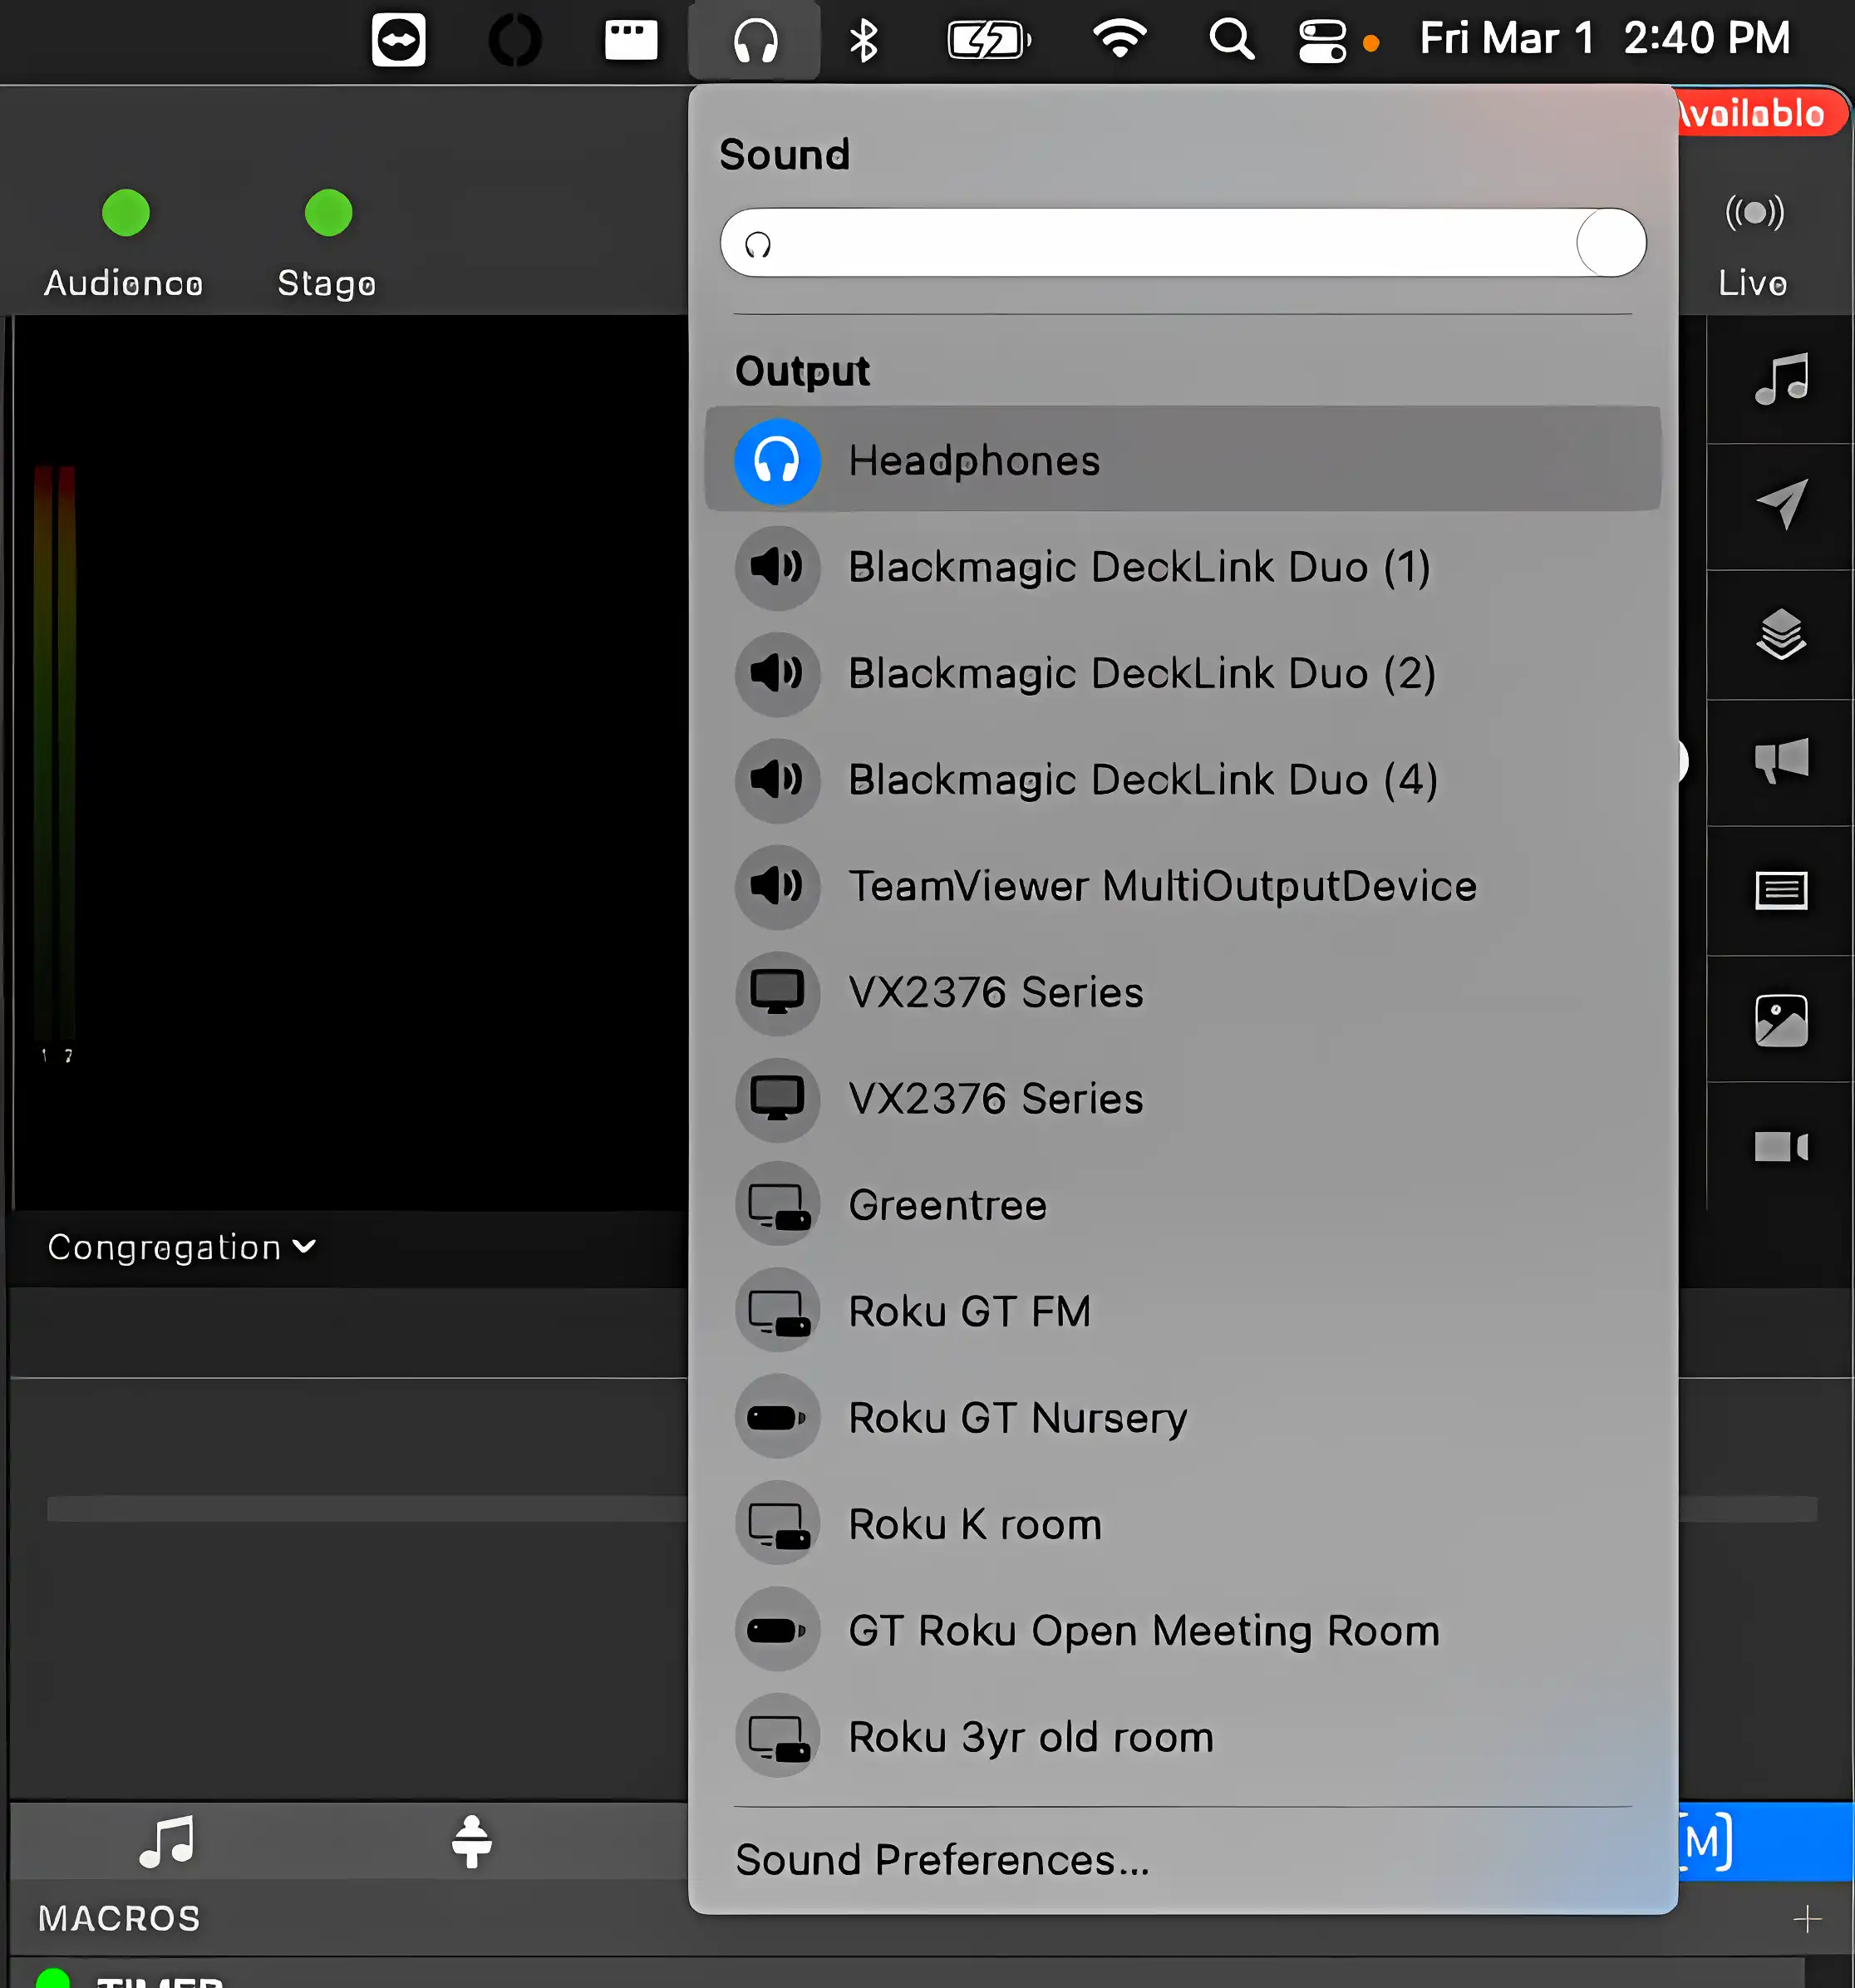 Fri Mar 1 2:40 PM
Sound
Audience
Stage
Live
Output
Headphones
Blackmagic DeckLink Duo (1)
Blackmagic DeckLink Duo (2)
Blackmagic DeckLink Duo (4)
TeamViewer MultiOutputDevice
VX2376 Series
1
VX2376 Series
Greentree
Congregation
Roku GT FM
Roku GT Nursery
Roku K room
GT Roku Open Meeting Room
Roku 3yr old room
[M]
Sound Preferences...
MACROS
TIMER